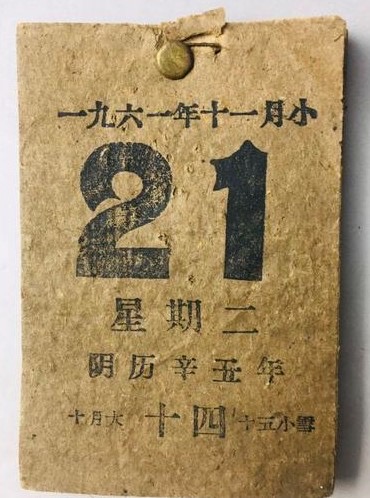 一九六一年十一月小
21
星期二
阴历辛丑年
十月大 十四 十五小雪